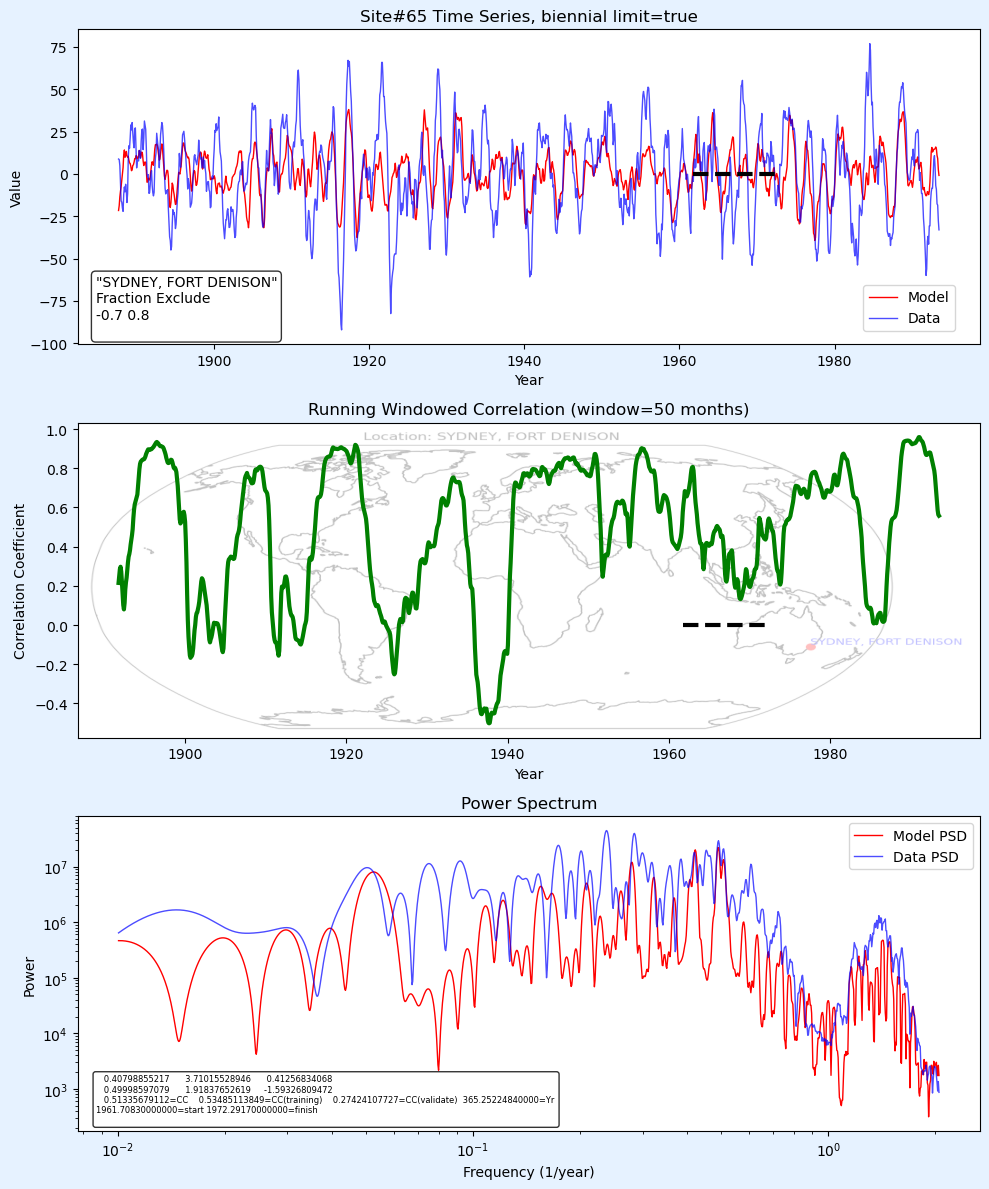 Site#65 Time Series, biennial limit=true
Value
75
50
25
0
−25
−50
−75
−100
"SYDNEY, FORT DENISON"
Fraction Exclude
-0.7 0.8
Model
Data
1900
1920
1940
1960
1980
Year
Running Windowed Correlation (window=50 months)
Location: SYDNEY, FORT DENISON
Correlation Coefficient
1.0
0.8
0.6
0.4
0.2
0.0
−0.2
−0.4
SYDNEY, FORT DENISON
1900
1920
1940
1960
1980
Year
Power Spectrum
Model PSD
Data PSD
Power
10^7
10^6
10^5
10^4
10^3
0.40798855217 3.71015528946 0.41256834068
0.49998597079 1.91837652619 -1.59326809472
0.51335679112=CC 0.53485113849=CC(training) 0.27424107727=CC(validate) 365.25224840000=Yr
1961.70830000000=start 1972.29170000000=finish
10^−2
10^−1
10^0
Frequency (1/year)